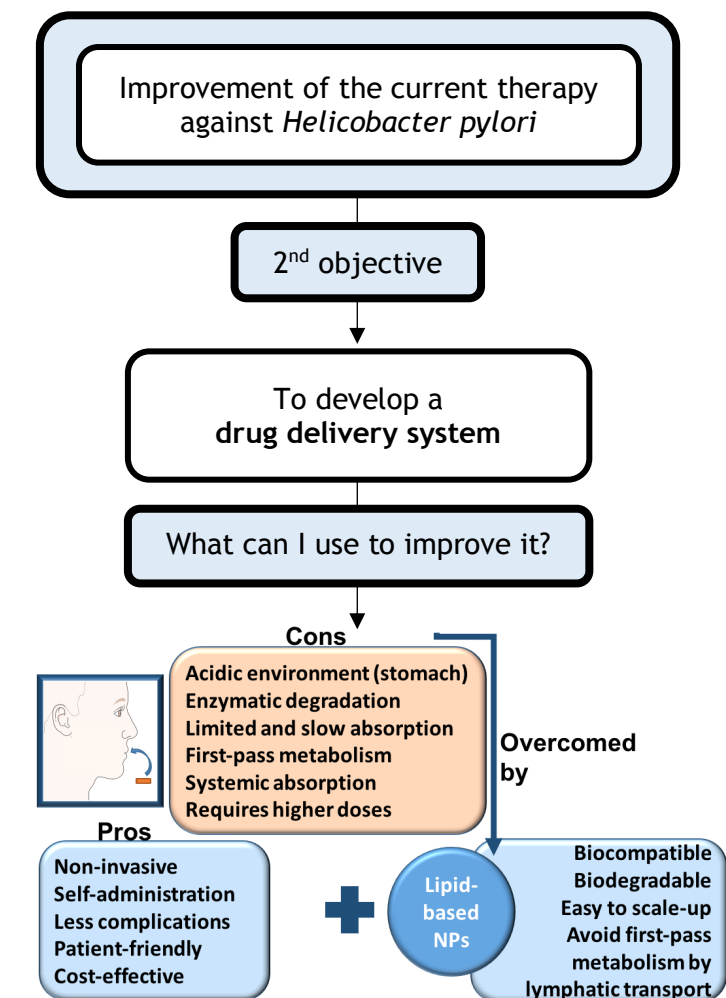 Improvement of the current therapy
against Helicobacter pylori
2nd objective
To develop a
drug delivery system
What can I use to improve it?
Cons
Acidic environment (stomach)
Enzymatic degradation
Limited and slow absorption
First-pass metabolism
Systemic absorption
Requires higher doses
Overcomed
by
Pros
Non-invasive
Self-administration
Less complications
Patient-friendly
Cost-effective
Lipid-
based
NPs
Biocompatible
Biodegradable
Easy to scale-up
Avoid first-pass
metabolism by
lymphatic transport